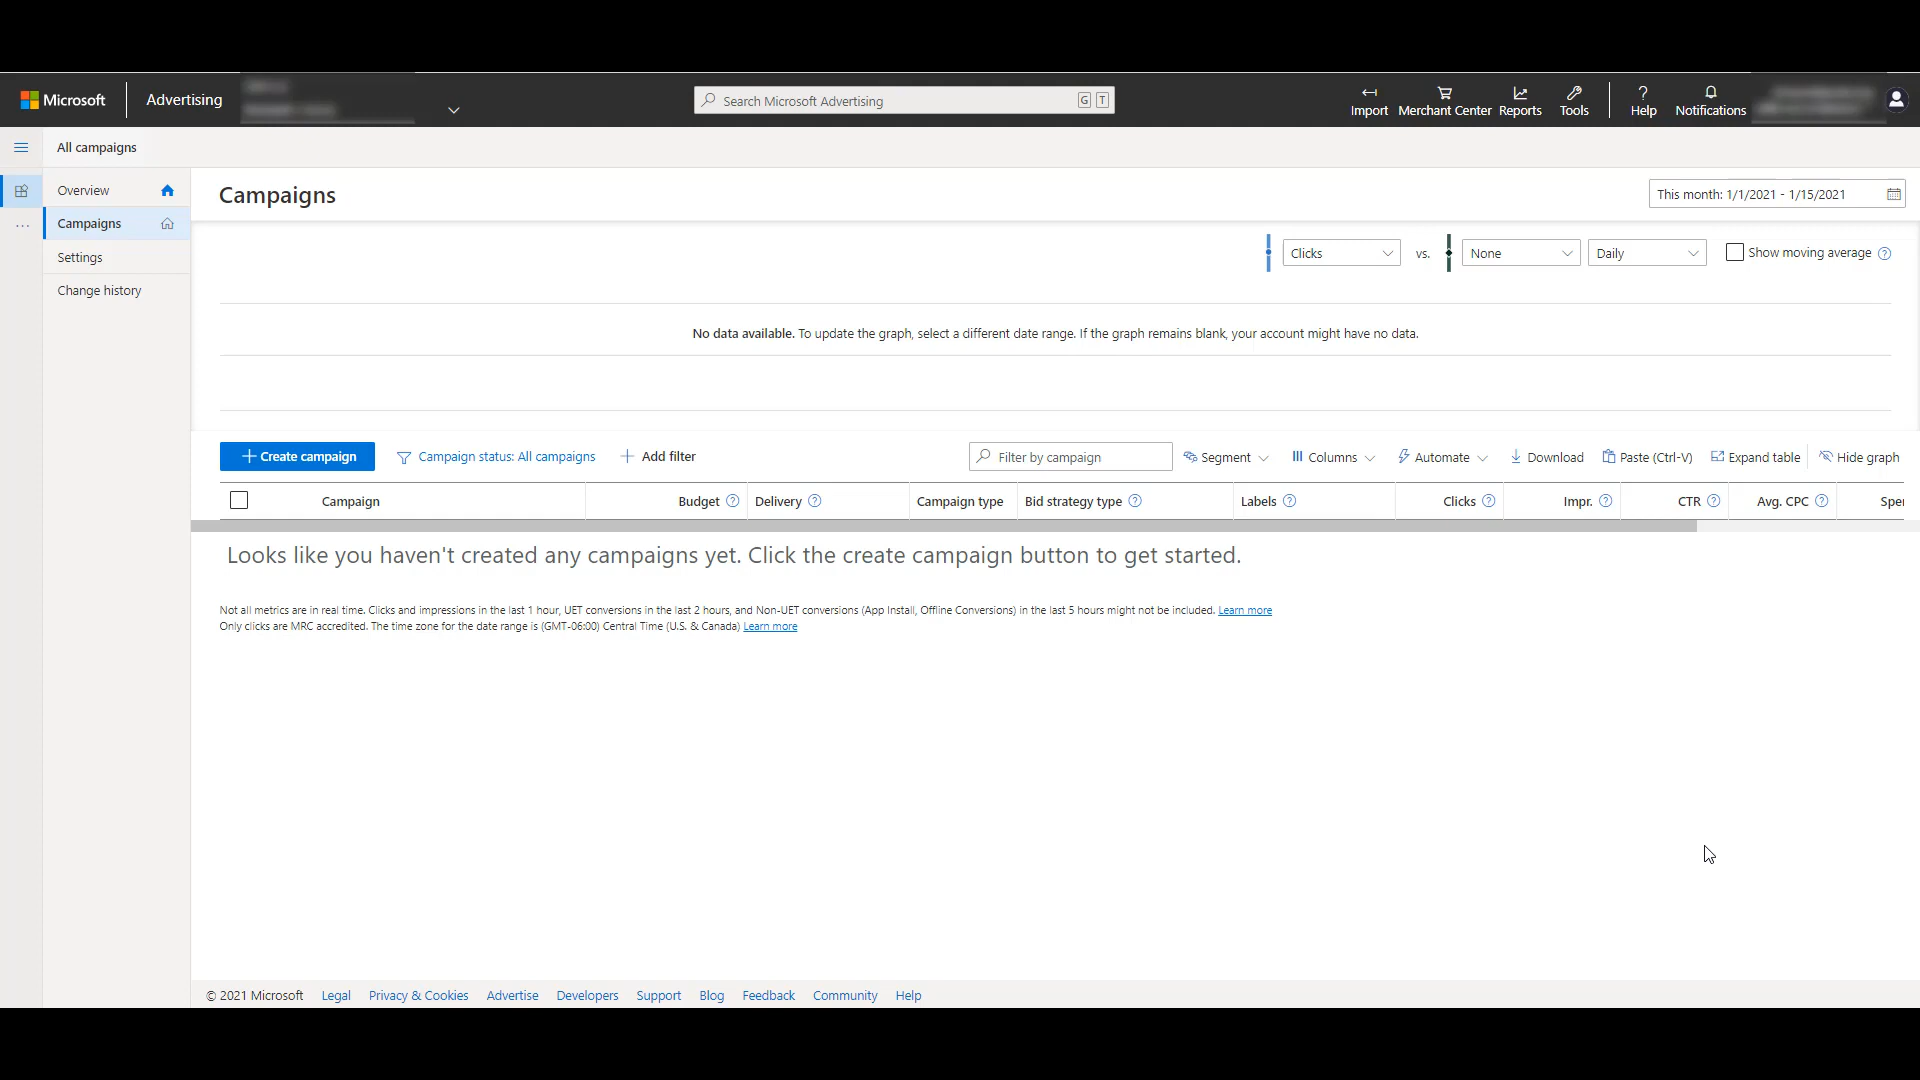 Microsoft Advertising
Search Microsoft Advertising G T
Import Merchant Center Reports Tools ? Help Notifications
All campaigns
Overview
Campaigns
Settings
Change history
Campaigns
This month: 1/1/2021 - 1/15/2021
Clicks vs. None Daily Show moving average ?
No data available. To update the graph, select a different date range. If the graph remains blank, your account might have no data.
+ Create campaign Campaign status: All campaigns + Add filter Filter by campaign Segment Columns Automate Download Paste (Ctrl-V) Expand table Hide graph
Campaign Budget ? Delivery ? Campaign type Bid strategy type ? Labels ? Clicks ? Impr. ? CTR ? Avg. CPC ? Spe
Looks like you haven't created any campaigns yet. Click the create campaign button to get started.
Not all metrics are in real time. Clicks and impressions in the last 1 hour, UET conversions in the last 2 hours, and Non-UET conversions (App Install, Offline Conversions) in the last 5 hours might not be included. Learn more
Only clicks are MRC accredited. The time zone for the date range is (GMT-06:00) Central Time (U.S. & Canada) Learn more
© 2021 Microsoft Legal Privacy & Cookies Advertise Developers Support Blog Feedback Community Help